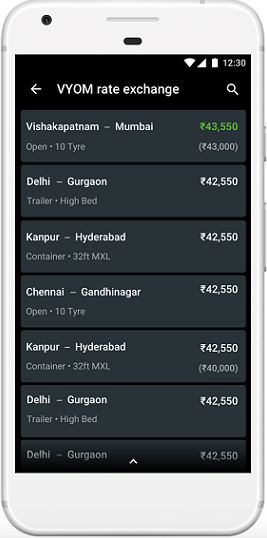 12:30
VYOM rate exchange
Vishakapatnam – Mumbai ₹43,550
Open • 10 Tyre (₹43,000)
Delhi – Gurgaon ₹42,550
Trailer • High Bed
Kanpur – Hyderabad ₹42,550
Container • 32ft MXL
Chennai – Gandhinagar ₹42,550
Open • 10 Tyre
Kanpur – Hyderabad ₹42,550
Container • 32ft MXL (₹40,000)
Delhi – Gurgaon ₹42,550
Trailer • High Bed
Delhi – Gurgaon ₹42,550